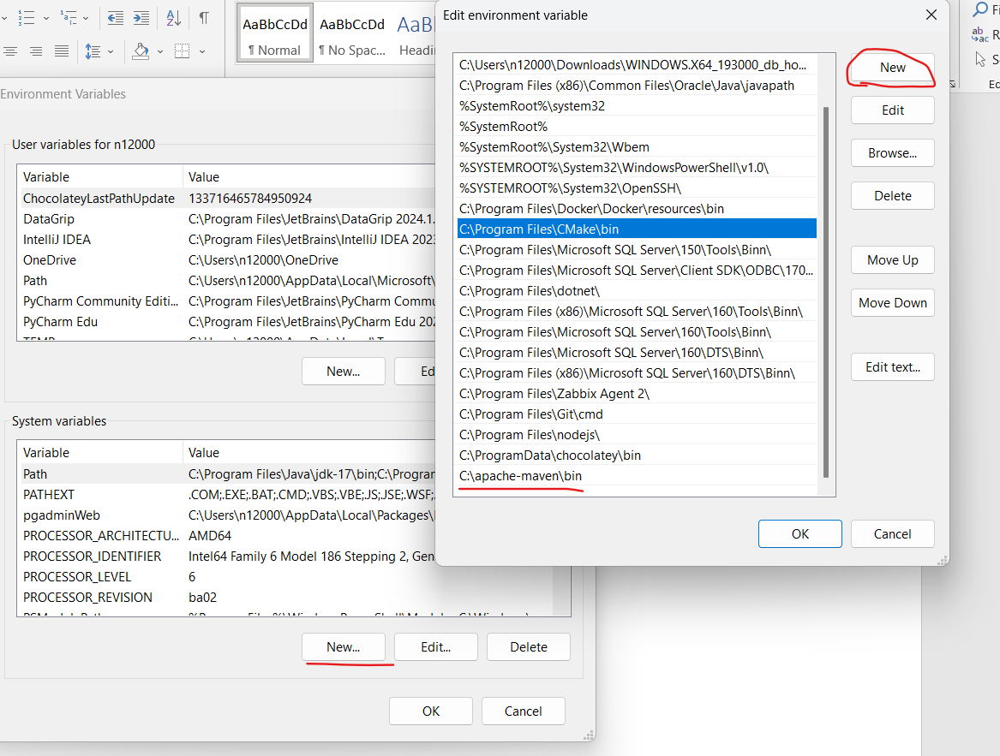 AaBbCcDd
AaBbCcDd
¶ Normal
¶ No Spac...
Edit environment variable
C:\Users\n12000\Downloads\WINDOWS.X64_193000_db_ho...
C:\Program Files (x86)\Common Files\Oracle\Java\javapath
%SystemRoot%\system32
%SystemRoot%
%SystemRoot%\System32\Wbem
%SYSTEMROOT%\System32\WindowsPowerShell\v1.0\
%SYSTEMROOT%\System32\OpenSSH\
C:\Program Files\Docker\Docker\resources\bin
C:\Program Files\CMake\bin
C:\Program Files\Microsoft SQL Server\150\Tools\Binn\
C:\Program Files\Microsoft SQL Server\Client SDK\ODBC\170...
C:\Program Files\dotnet\
C:\Program Files (x86)\Microsoft SQL Server\160\Tools\Binn\
C:\Program Files\Microsoft SQL Server\160\Tools\Binn\
C:\Program Files\Microsoft SQL Server\160\DTS\Binn\
C:\Program Files (x86)\Microsoft SQL Server\160\DTS\Binn\
C:\Program Files\Zabbix Agent 2\
C:\Program Files\Git\cmd
C:\Program Files\nodejs\
C:\ProgramData\chocolatey\bin
C:\apache-maven\bin
New
Edit
Browse...
Delete
Move Up
Move Down
Edit text...
OK
Cancel
Environment Variables
User variables for n12000
Variable Value
ChocolateyLastPathUpdate 133716465784950924
DataGrip C:\Program Files\JetBrains\DataGrip 2024.1.
IntelliJ IDEA C:\Program Files\JetBrains\IntelliJ IDEA 2023
OneDrive C:\Users\n12000\OneDrive
Path C:\Users\n12000\AppData\Local\Microsoft\
PyCharm Community Editi... C:\Program Files\JetBrains\PyCharm Commu
PyCharm Edu C:\Program Files\JetBrains\PyCharm Edu 202
New...
Ed
System variables
Variable Value
Path C:\Program Files\Java\jdk-17\bin;C:\Program
PATHEXT .COM;.EXE;.BAT;.CMD;.VBS;.VBE;.JS;.JSE;.WSF;
pgadminWeb C:\Users\n12000\AppData\Local\Packages\
PROCESSOR_ARCHITECTU... AMD64
PROCESSOR_IDENTIFIER Intel64 Family 6 Model 186 Stepping 2, Gen
PROCESSOR_LEVEL 6
PROCESSOR_REVISION ba02
New...
Edit...
Delete
OK
Cancel